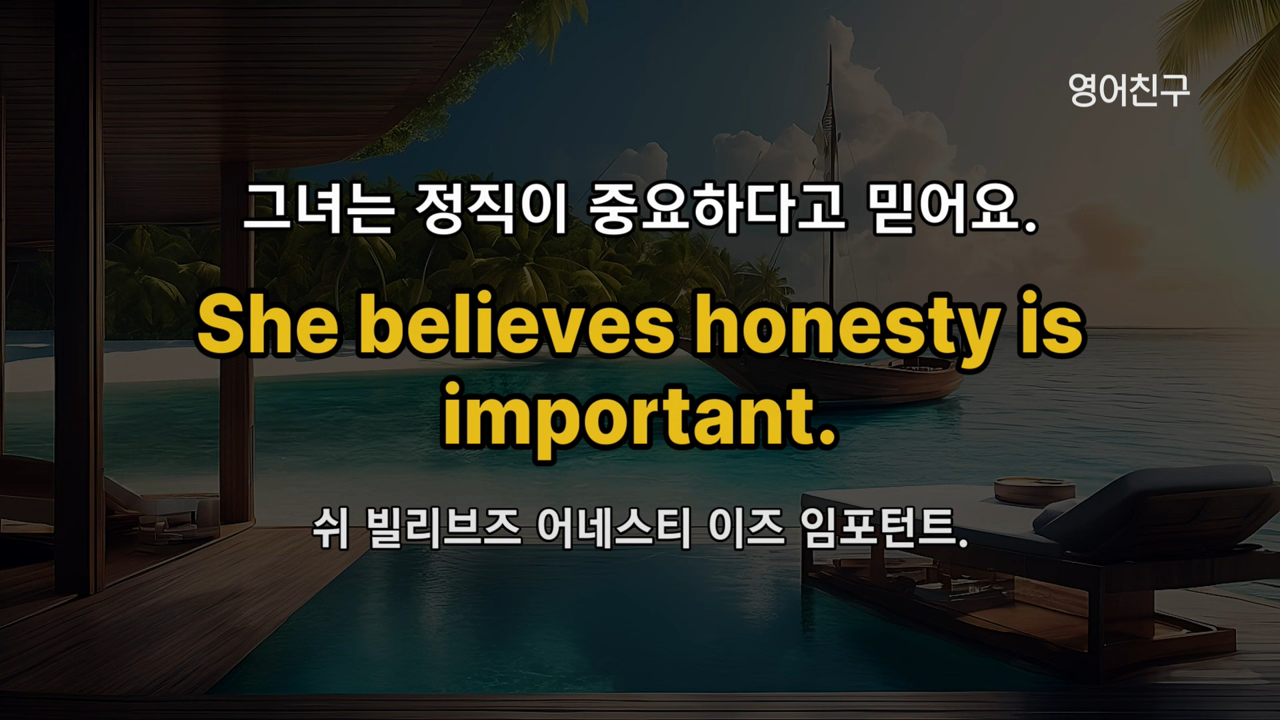 영어친구
그녀는 정직이 중요하다고 믿어요.
She believes honesty is
important.
쉬 빌리브즈 어네스티 이즈 임포턴트.